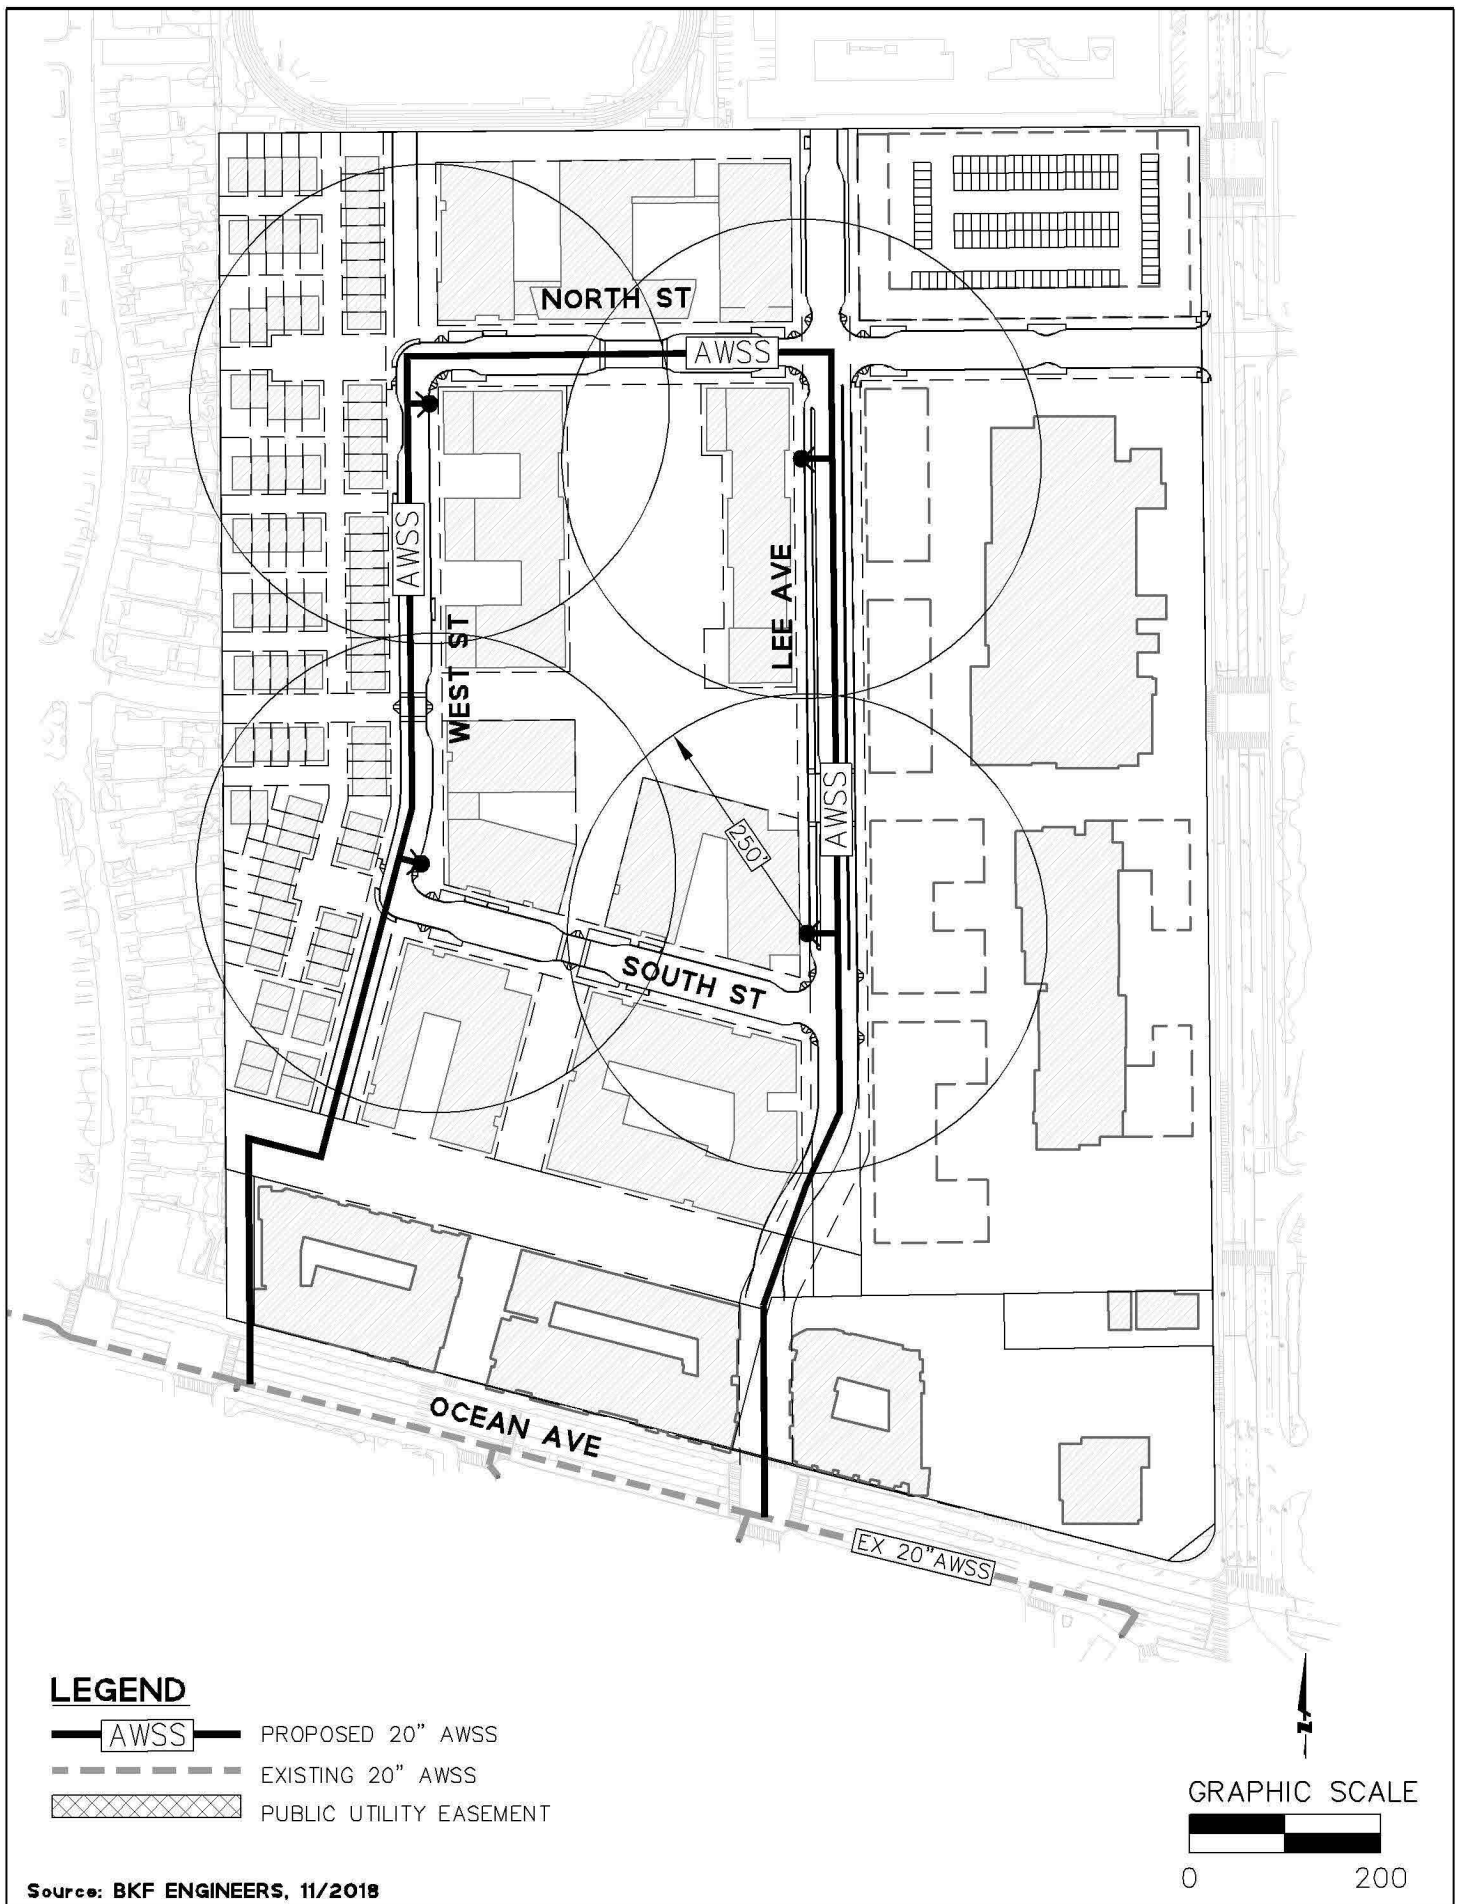 NORTH ST
AWSS
AWSS
LEE AVE
WEST ST
AWSS
250'
SOUTH ST
OCEAN AVE
EX 20"AWSS
LEGEND
AWSS PROPOSED 20" AWSS
EXISTING 20" AWSS
PUBLIC UTILITY EASEMENT
N
GRAPHIC SCALE
0 200
Source: BKF ENGINEERS, 11/2018